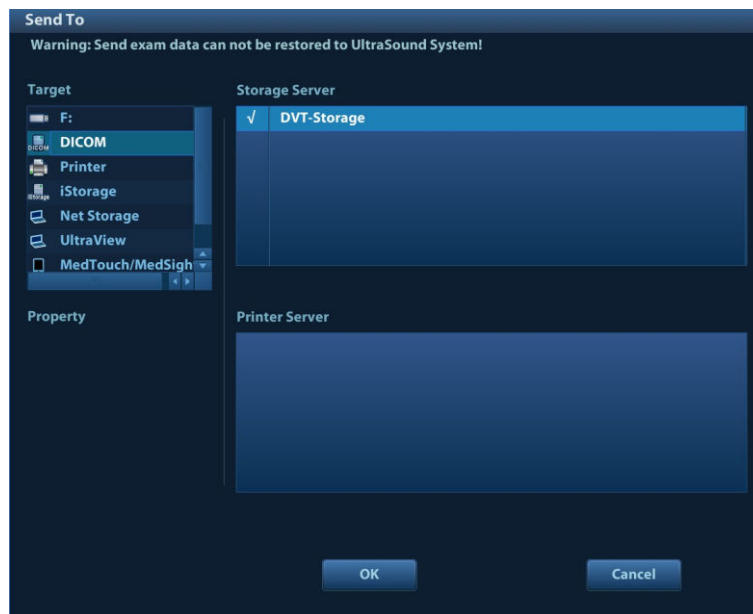 Send To
Warning: Send exam data can not be restored to UltraSound System!
Target
F:
DICOM
Printer
iStorage
Net Storage
UltraView
MedTouch/MedSigh
Property
Storage Server
√ DVT-Storage
Printer Server
OK
Cancel